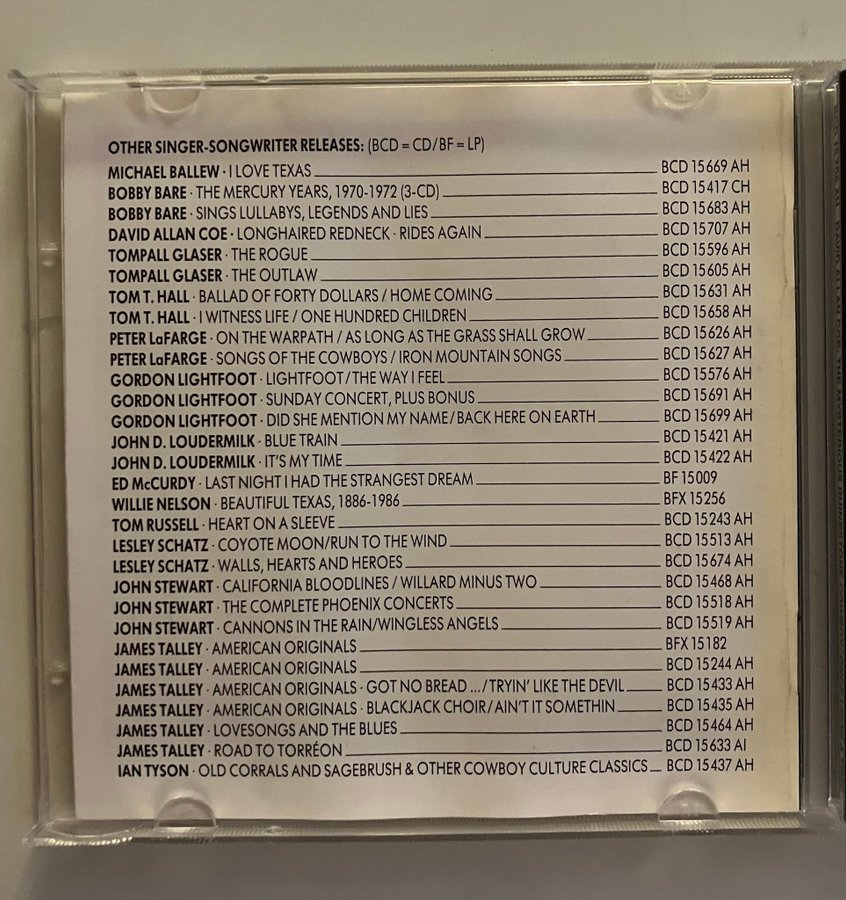 OTHER SINGER-SONGWRITER RELEASES: (BCD = CD/BF = LP)
MICHAEL BALLEW · I LOVE TEXAS BCD 15669 AH
BOBBY BARE · THE MERCURY YEARS, 1970-1972 (3-CD) BCD 15417 CH
BOBBY BARE · SINGS LULLABYS, LEGENDS AND LIES BCD 15683 AH
DAVID ALLAN COE · LONGHAIRED REDNECK · RIDES AGAIN BCD 15707 AH
TOMPALL GLASER · THE ROGUE BCD 15596 AH
TOMPALL GLASER · THE OUTLAW BCD 15605 AH
TOM T. HALL · BALLAD OF FORTY DOLLARS / HOME COMING BCD 15631 AH
TOM T. HALL · I WITNESS LIFE / ONE HUNDRED CHILDREN BCD 15658 AH
PETER LaFARGE · ON THE WARPATH / AS LONG AS THE GRASS SHALL GROW BCD 15626 AH
PETER LaFARGE · SONGS OF THE COWBOYS / IRON MOUNTAIN SONGS BCD 15627 AH
GORDON LIGHTFOOT · LIGHTFOOT / THE WAY I FEEL BCD 15576 AH
GORDON LIGHTFOOT · SUNDAY CONCERT, PLUS BONUS BCD 15691 AH
GORDON LIGHTFOOT · DID SHE MENTION MY NAME / BACK HERE ON EARTH BCD 15699 AH
JOHN D. LOUDERMILK · BLUE TRAIN BCD 15421 AH
JOHN D. LOUDERMILK · IT'S MY TIME BCD 15422 AH
ED McCURDY · LAST NIGHT I HAD THE STRANGEST DREAM BF 15009
WILLIE NELSON · BEAUTIFUL TEXAS, 1886-1986 BFX 15256
TOM RUSSELL · HEART ON A SLEEVE BCD 15243 AH
LESLEY SCHATZ · COYOTE MOON/RUN TO THE WIND BCD 15513 AH
LESLEY SCHATZ · WALLS, HEARTS AND HEROES BCD 15674 AH
JOHN STEWART · CALIFORNIA BLOODLINES / WILLARD MINUS TWO BCD 15468 AH
JOHN STEWART · THE COMPLETE PHOENIX CONCERTS BCD 15518 AH
JOHN STEWART · CANNONS IN THE RAIN/WINGLESS ANGELS BCD 15519 AH
JAMES TALLEY · AMERICAN ORIGINALS BFX 15182
JAMES TALLEY · AMERICAN ORIGINALS BCD 15244 AH
JAMES TALLEY · AMERICAN ORIGINALS · GOT NO BREAD .../TRYIN' LIKE THE DEVIL BCD 15433 AH
JAMES TALLEY · AMERICAN ORIGINALS · BLACKJACK CHOIR/AIN'T IT SOMETHIN BCD 15435 AH
JAMES TALLEY · LOVESONGS AND THE BLUES BCD 15464 AH
JAMES TALLEY · ROAD TO TORRÉON BCD 15633 AI
IAN TYSON · OLD CORRALS AND SAGEBRUSH & OTHER COWBOY CULTURE CLASSICS BCD 15437 AH